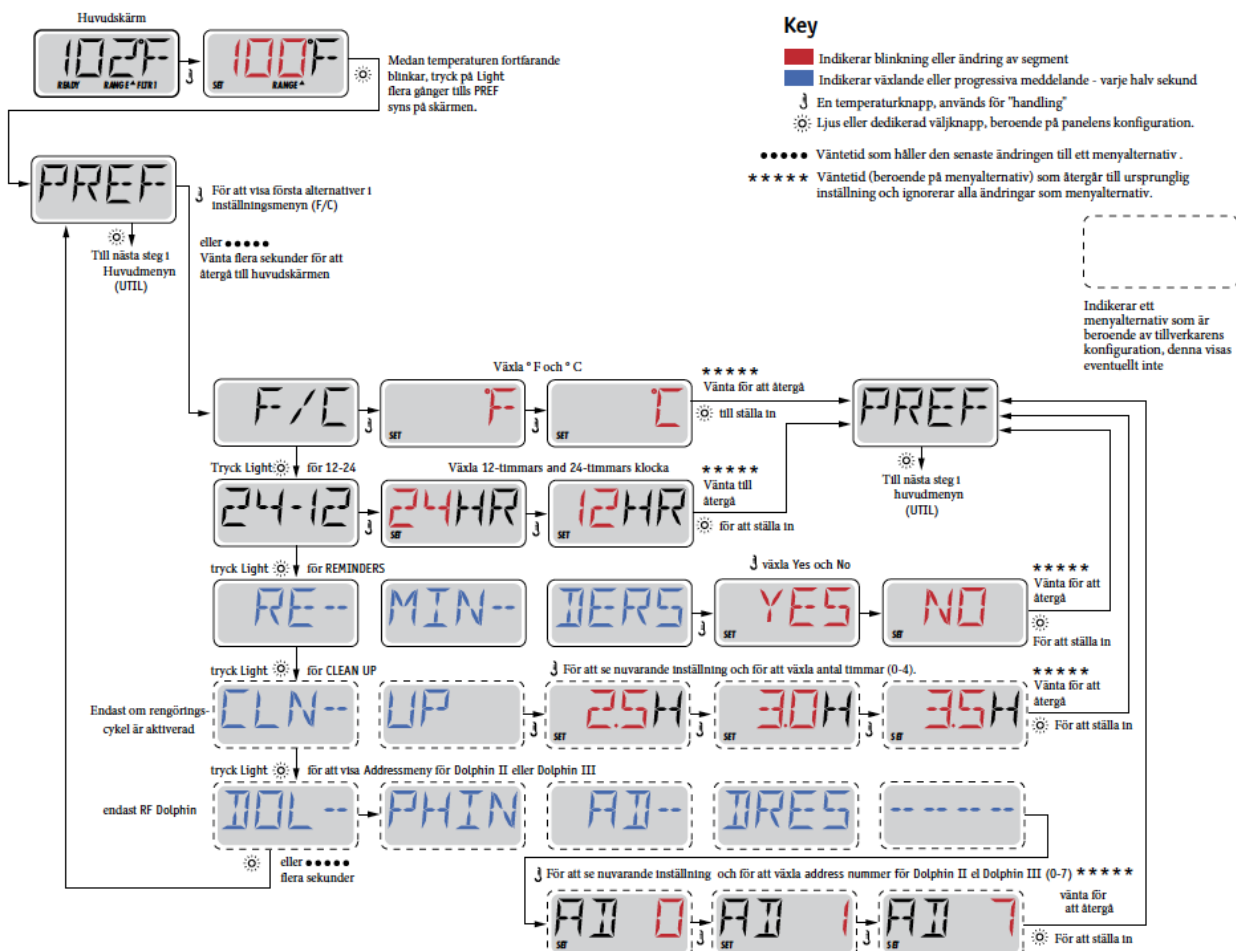 Huvudskärm
102°F
READY RANGE FLTR1
100°F
SET RANGE
Medan temperaturen fortfarande
blinkar, tryck på Light
flera gånger tills PREF
syns på skärmen.
Key
Indikerar blinkning eller ändring av segment
Indikerar växlande eller progressiva meddelande - varje halv sekund
En temperaturknapp, används för "handling"
Ljus eller dedikerad väljknapp, beroende på panelens konfiguration.
••••• Väntetid som håller den senaste ändringen till ett menyalternativ .
***** Väntetid (beroende på menyalternativ) som återgår till ursprunglig
inställning och ignorerar alla ändringar som menyalternativ.
Indikerar ett
menyalternativ som är
beroende av tillverkarens
konfiguration, denna visas
eventuellt inte
PREF
För att visa första alternativer i
inställningsmenyn (F/C)
eller •••••
Vänta flera sekunder för att
återgå till huvudskärmen
Till nästa steg i
Huvudmenyn
(UTIL)
Växla ° F och ° C
F/C
°F
SET
°C
SET
*****
Vänta för att återgå
till ställa in
PREF
Till nästa steg i
huvudmenyn
(UTIL)
Tryck Light för 12-24
Växla 12-timmars and 24-timmars klocka
24-12
24HR
SET
12HR
SET
*****
Vänta till
återgå
för att ställa in
tryck Light för REMINDERS
växla Yes och No
RE--
MIN--
DERS
YES
SET
NO
SET
*****
Vänta för att
återgå
För att ställa in
tryck Light för CLEAN UP
För att se nuvarande inställning och för att växla antal timmar (0-4).
Endast om rengörings-
cykel är aktiverad
CLN--
UP
2.5H
SET
3.0H
SET
3.5H
SET
*****
Vänta för att
återgå
För att ställa in
tryck Light för att visa Addressmeny för Dolphin II eller Dolphin III
endast RF Dolphin
DOL--
PHIN
AD--
DRES
-----
eller •••••
flera sekunder
För att se nuvarande inställning och för att växla address nummer för Dolphin II el Dolphin III (0-7) *****
vänta för
att återgå
AD 0
SET
AD 1
SET
AD 7
SET
För att ställa in